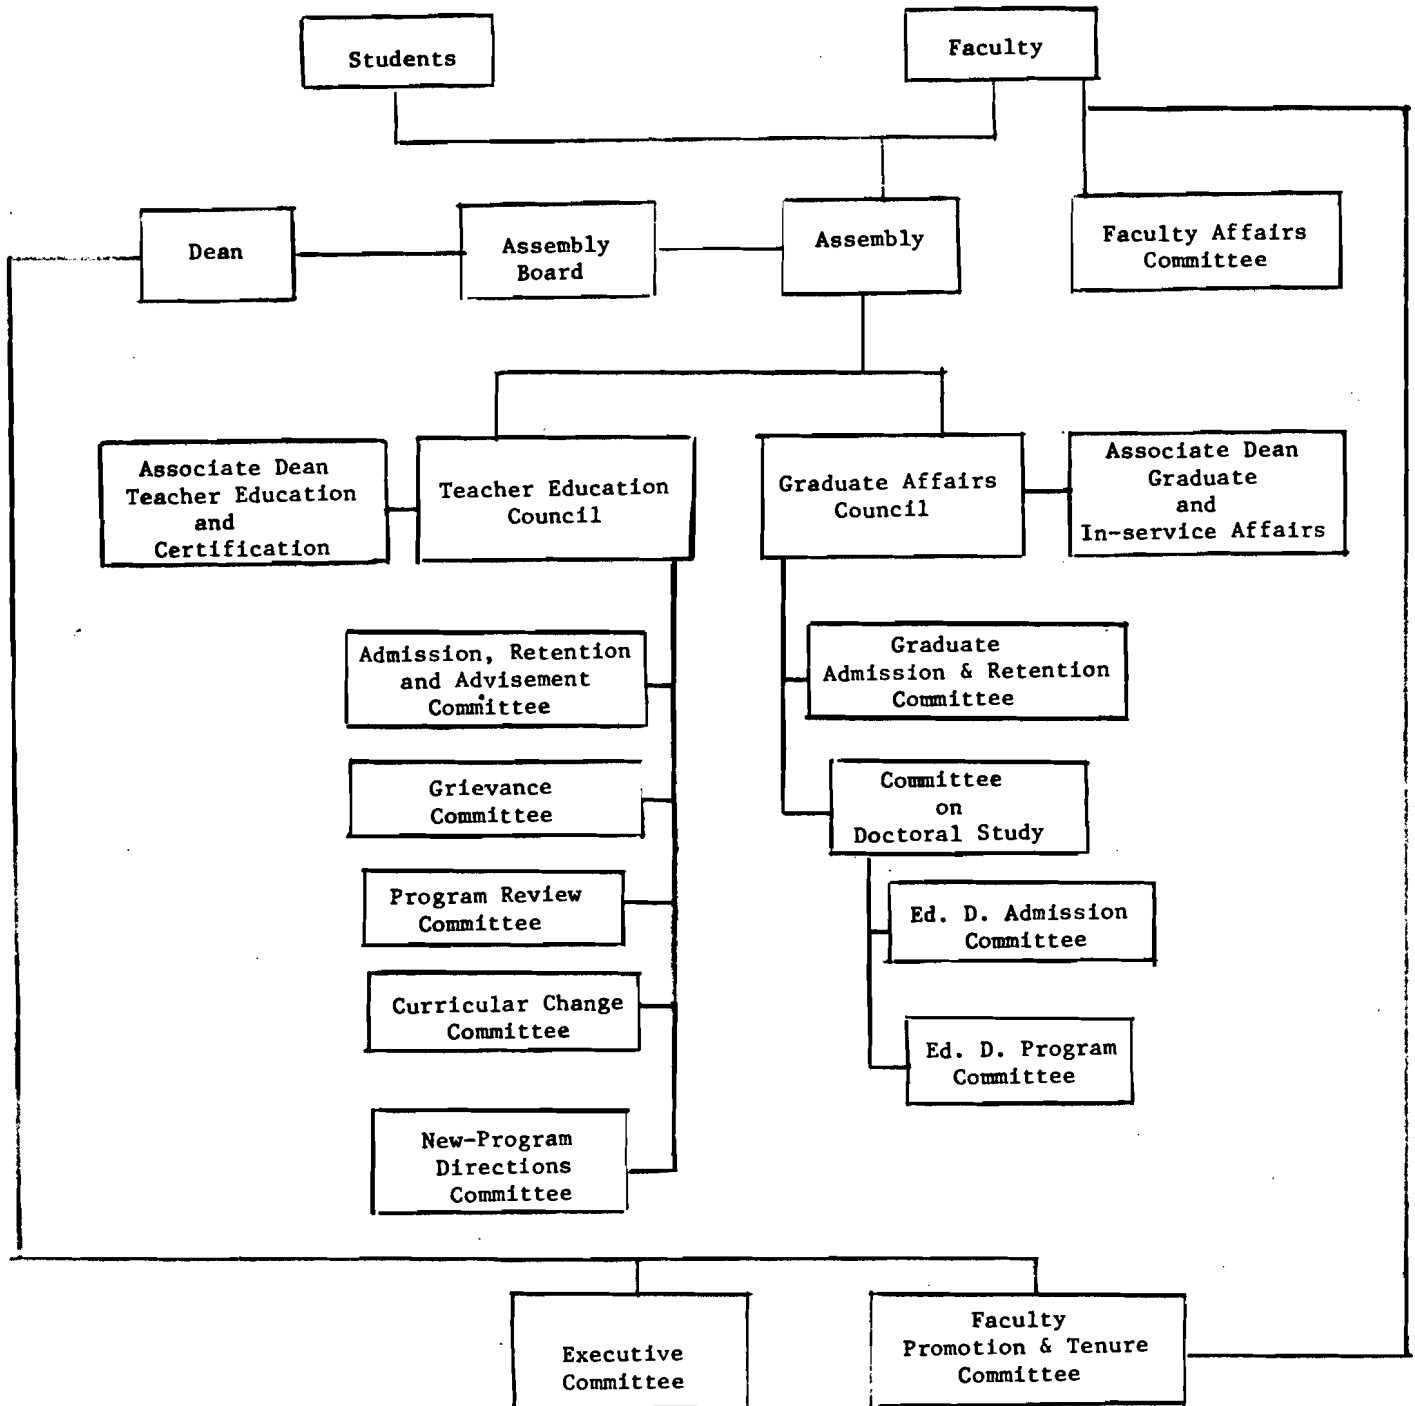 Students
Faculty
Dean
Assembly
Board
Assembly
Faculty Affairs
Committee
Associate Dean
Teacher Education
and
Certification
Teacher Education
Council
Graduate Affairs
Council
Associate Dean
Graduate
and
In-service Affairs
Admission, Retention
and Advisement
Committee
Graduate
Admission & Retention
Committee
Grievance
Committee
Committee
on
Doctoral Study
Program Review
Committee
Ed. D. Admission
Committee
Curricular Change
Committee
Ed. D. Program
Committee
New-Program
Directions
Committee
Executive
Committee
Faculty
Promotion & Tenure
Committee